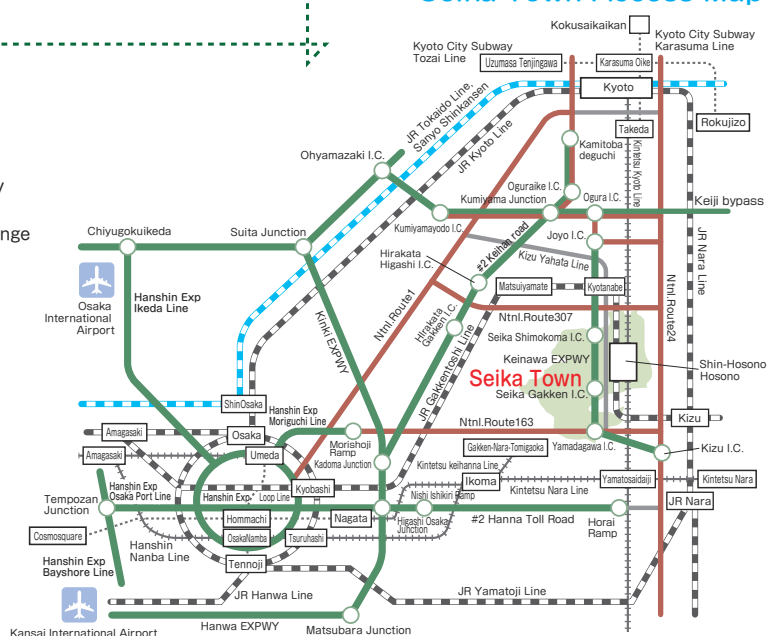 Seika Town Access Map
Kokusaikaikan
Kyoto City Subway
Tozai Line
Kyoto City Subway
Karasuma Line
Uzumasa Tenjingawa
Karasuma Oike
Kyoto
JR Tokaido Line,
Sanyo Shinkansen
JR Kyoto Line
Takeda
Rokujizo
Kintetsu Kyoto Line
Kamitoba
deguchi
Ohyamazaki I.C.
Oguraike I.C.
Kumiyama Junction
Ogura I.C.
Keiji bypass
nge
Chiyugokuikeda
Suita Junction
Kumiyamayodo I.C.
Joyo I.C.
JR Nara Line
Hirakata
Higashi I.C.
#2 Keihan road
Kizu Yahata Line
Osaka
International
Airport
Hanshin Exp
Ikeda Line
Matsuiyamate
Kyotanabe
Ntnl.Route1
Ntnl.Route24
Hirakata
Gakken I.C.
Ntnl.Route307
Kinki EXPWY
Seika Shimokoma I.C.
JR Gakkentoshi Line
Keinawa EXPWY
Shin-Hosono
Hosono
Seika Town
Seika Gakken I.C.
ShinOsaka
Hanshin Exp
Moriguchi Line
Ntnl.Route163
Kizu
Amagasaki
Osaka
Morishoji
Ramp
Gakken-Nara-Tomigaoka
Yamadagawa I.C.
Kizu I.C.
Amagasaki
Umeda
Kadoma Junction
Kintetsu keihanna Line
Hanshin Exp
Osaka Port Line
Kyobashi
Ikoma
Yamatosaidaiji
Kintetsu Nara
Kintetsu Nara Line
Tempozan
Junction
Hanshin Exp
Loop Line
Nishi Ishikiri Ramp
JR Nara
Hommachi
Nagata
Higashi Osaka
Junction
#2 Hanna Toll Road
Horai
Ramp
Cosmosquare
Hanshin
Nanba Line
OsakaNamba
Tsuruhashi
Hanshin Exp
Bayshore Line
Tennoji
JR Hanwa Line
JR Yamatoji Line
Kansai International Airport
Hanwa EXPWY
Matsubara Junction